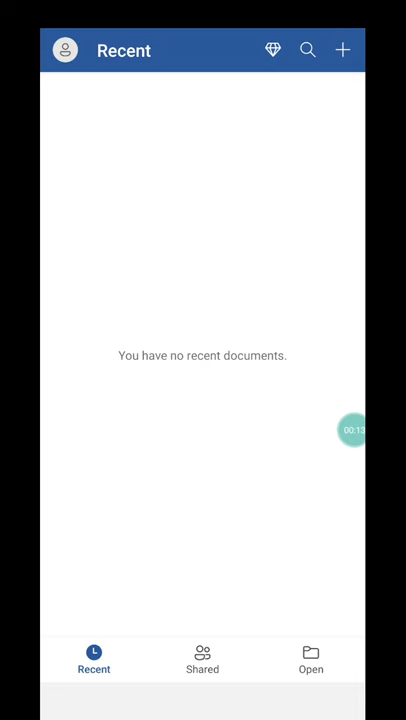 Recent
You have no recent documents.
00:13
Recent
Shared
Open